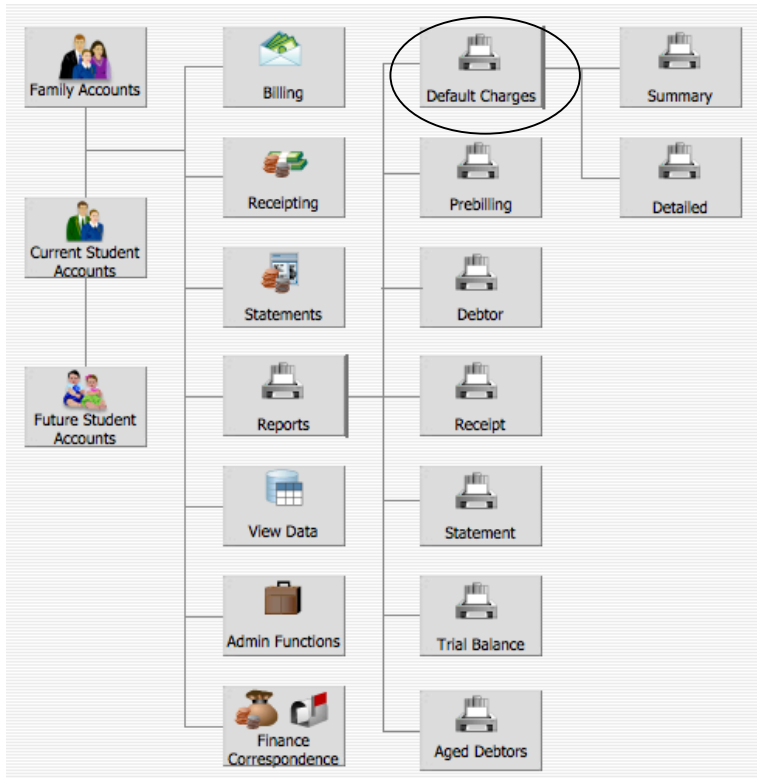 Family Accounts
Billing
Default Charges
Summary
Receipting
Prebilling
Detailed
Current Student
Accounts
Statements
Debtor
Future Student
Accounts
Reports
Receipt
View Data
Statement
Admin Functions
Trial Balance
Finance
Correspondence
Aged Debtors